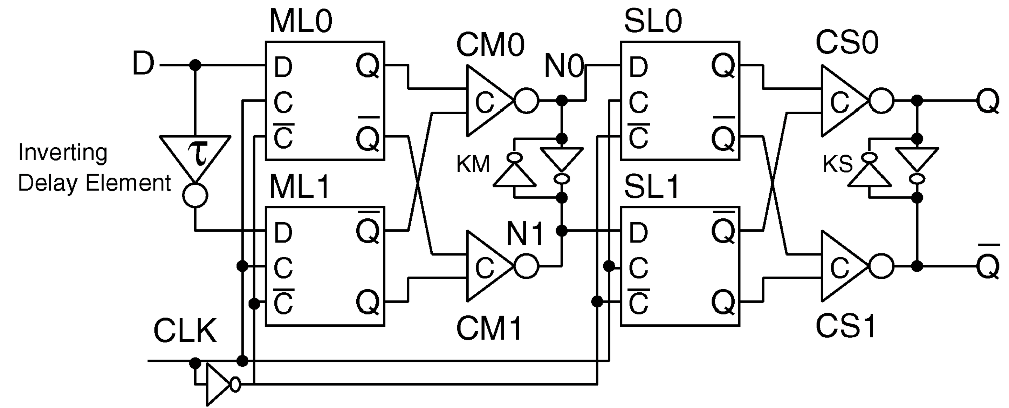 ML0
SL0
CM0
CS0
D
D
Q
C
N0
D
Q
C
Q
C
C
C̅
Q̅
C̅
Q̅
Inverting
Delay Element
τ
KM
KS
ML1
SL1
D
Q̅
N1
D
Q̅
Q̅
C
C
C
C
C̅
Q
C̅
Q
CLK
CM1
CS1